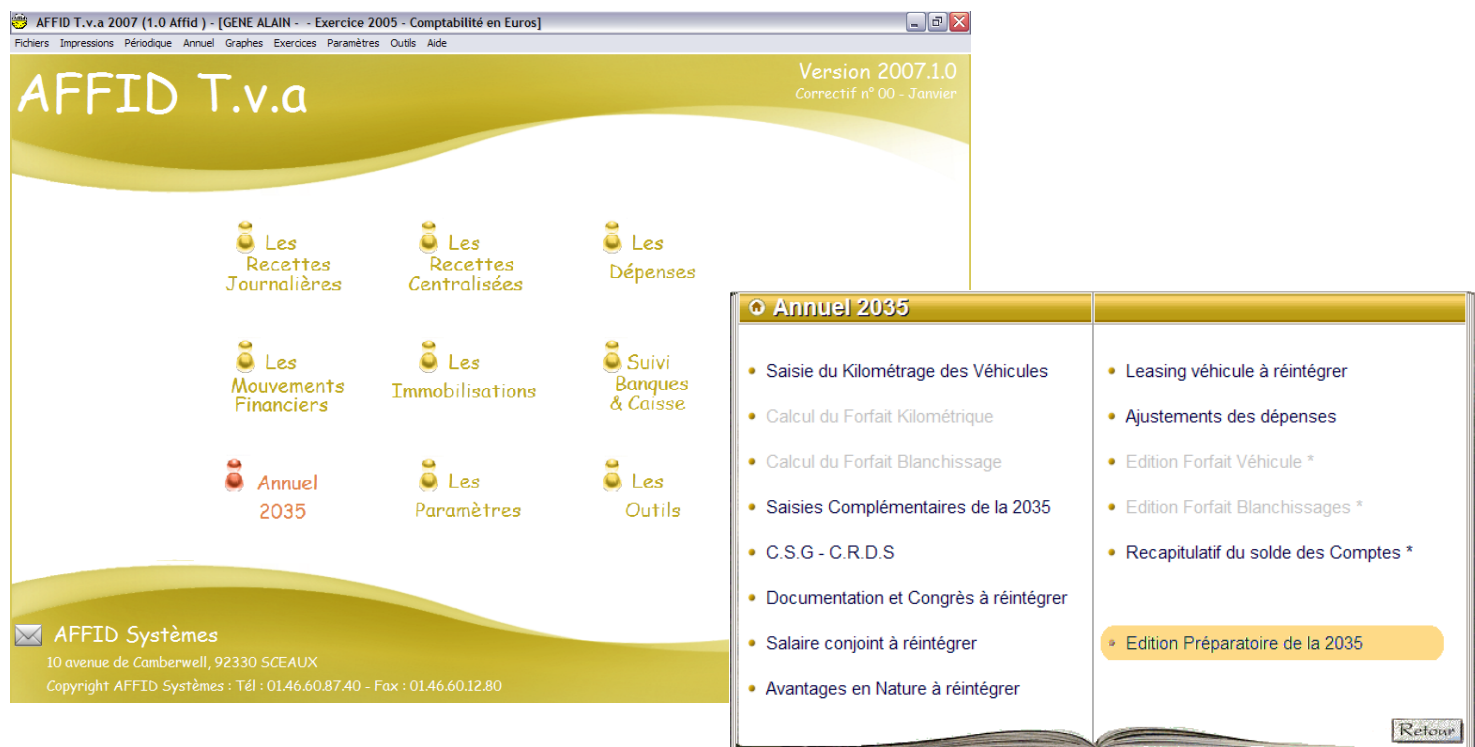 AFFID T.v.a 2007 (1.0 Affid ) - [GENE ALAIN - - Exercice 2005 - Comptabilité en Euros]
Fichiers Impressions Périodique Annuel Graphes Exercices Paramètres Outils Aide
AFFID T.v.a
Version 2007.1.0
Correctif n° 00 - Janvier
Les
Recettes
Journalières
Les
Recettes
Centralisées
Les
Dépenses
Les
Mouvements
Financiers
Les
Immobilisations
Suivi
Banques
& Caisse
Annuel
2035
Les
Paramètres
Les
Outils
AFFID Systèmes
10 avenue de Camberwell, 92330 SCEAUX
Copyright AFFID Systèmes : Tél : 01.46.60.87.40 - Fax : 01.46.60.12.80
Annuel 2035
Saisie du Kilométrage des Véhicules
Calcul du Forfait Kilométrique
Calcul du Forfait Blanchissage
Saisies Complémentaires de la 2035
C.S.G - C.R.D.S
Documentation et Congrès à réintégrer
Salaire conjoint à réintégrer
Avantages en Nature à réintégrer
Leasing véhicule à réintégrer
Ajustements des dépenses
Edition Forfait Véhicule *
Edition Forfait Blanchissages *
Recapitulatif du solde des Comptes *
Edition Préparatoire de la 2035
Retour